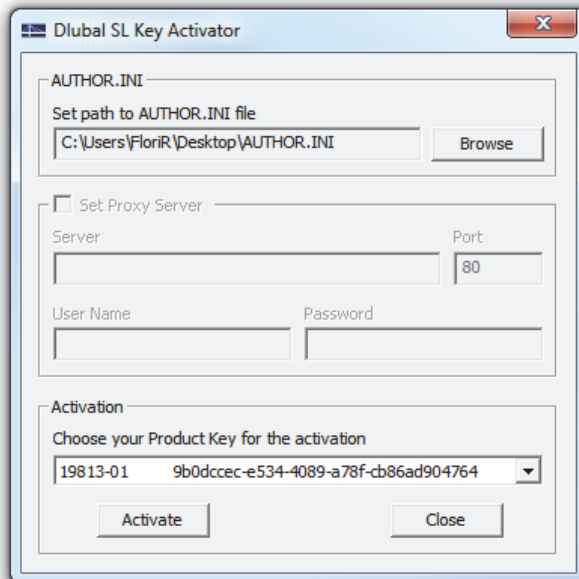 Dlubal SL Key Activator
AUTHOR.INI
Set path to AUTHOR.INI file
C:\Users\FloriR\Desktop\AUTHOR.INI
Browse
Set Proxy Server
Server Port
80
User Name Password
Activation
Choose your Product Key for the activation
19813-01 9b0dccec-e534-4089-a78f-cb86ad904764
Activate Close